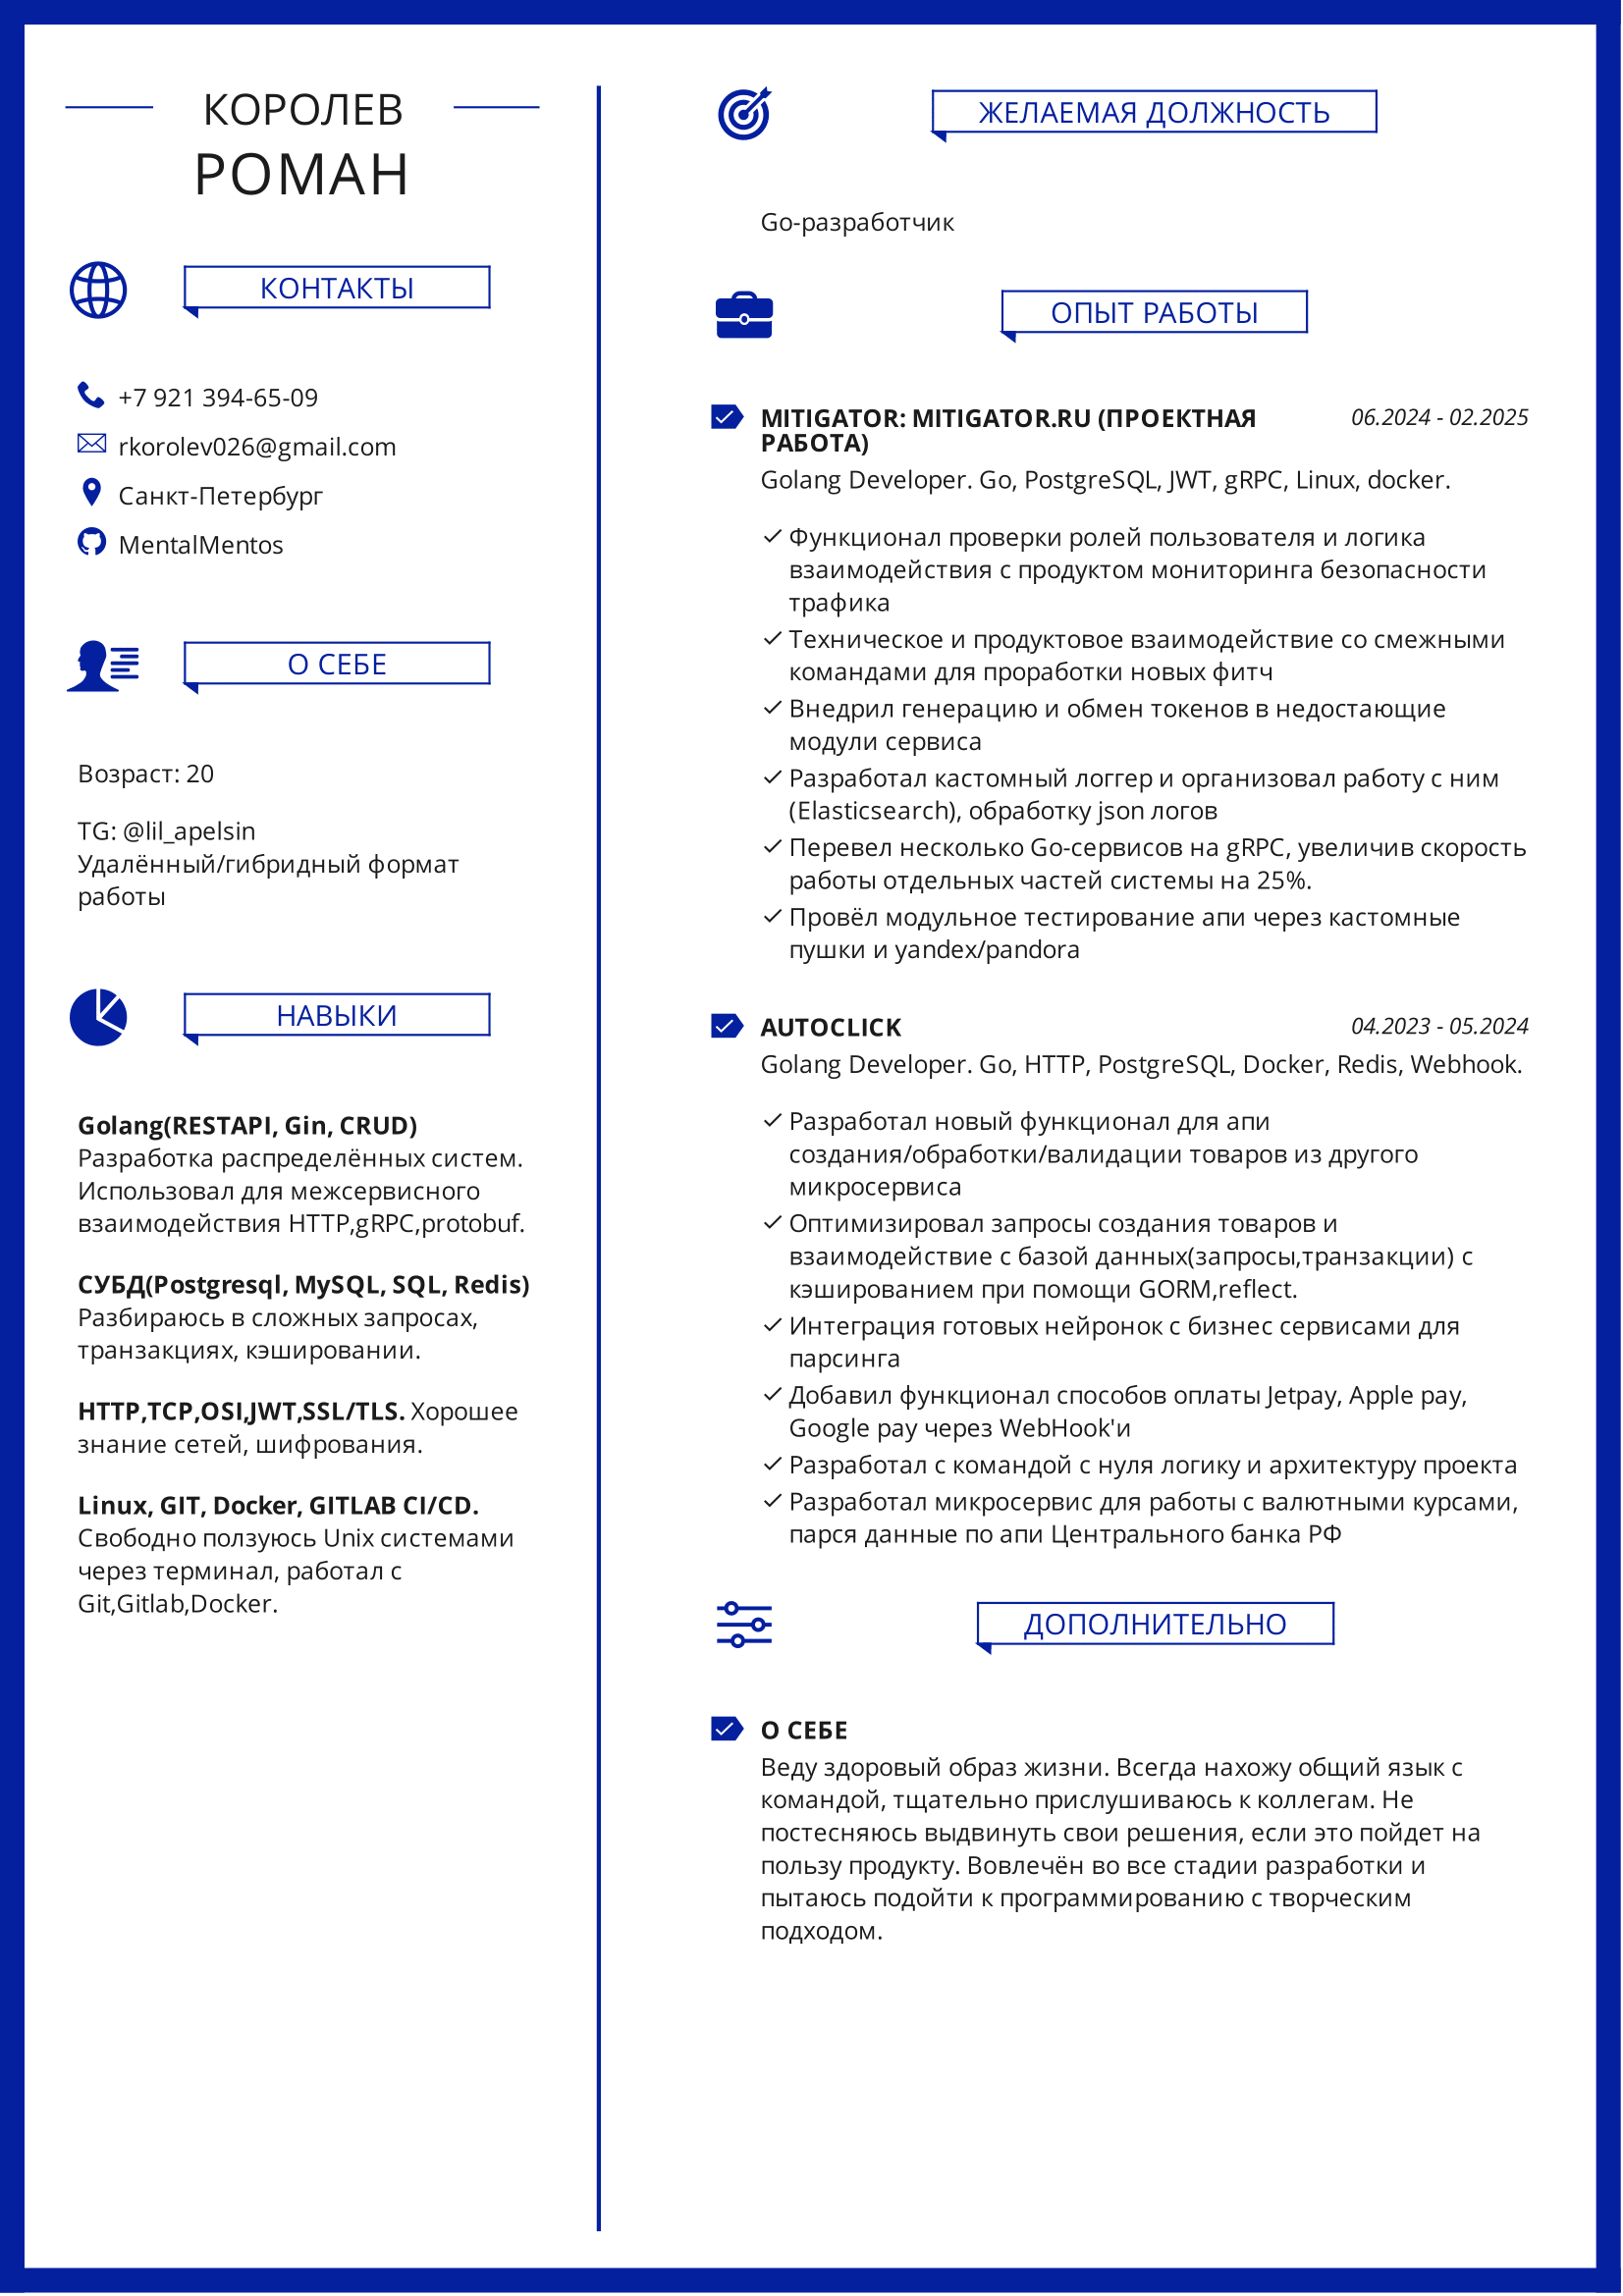 КОРОЛЕВ
РОМАН
КОНТАКТЫ
+7 921 394-65-09
rkorolev026@gmail.com
Санкт-Петербург
MentalMentos
О СЕБЕ
Возраст: 20
TG: @lil_apelsin
Удалённый/гибридный формат
работы
НАВЫКИ
Golang(RESTAPI, Gin, CRUD)
Разработка распределённых систем.
Использовал для межсервисного
взаимодействия HTTP,gRPC,protobuf.
СУБД(Postgresql, MySQL, SQL, Redis)
Разбираюсь в сложных запросах,
транзакциях, кэшировании.
HTTP,TCP,OSI,JWT,SSL/TLS. Хорошее
знание сетей, шифрования.
Linux, GIT, Docker, GITLAB CI/CD.
Свободно ползуюсь Unix системами
через терминал, работал с
Git,Gitlab,Docker.
ЖЕЛАЕМАЯ ДОЛЖНОСТЬ
Go-разработчик
ОПЫТ РАБОТЫ
MITIGATOR: MITIGATOR.RU (ПРОЕКТНАЯ
РАБОТА)
06.2024 - 02.2025
Golang Developer. Go, PostgreSQL, JWT, gRPC, Linux, docker.
Функционал проверки ролей пользователя и логика
взаимодействия с продуктом мониторинга безопасности
трафика
Техническое и продуктовое взаимодействие со смежными
командами для проработки новых фитч
Внедрил генерацию и обмен токенов в недостающие
модули сервиса
Разработал кастомный логгер и организовал работу с ним
(Elasticsearch), обработку json логов
Перевел несколько Go-сервисов на gRPC, увеличив скорость
работы отдельных частей системы на 25%.
Провёл модульное тестирование апи через кастомные
пушки и yandex/pandora
AUTOCLICK
04.2023 - 05.2024
Golang Developer. Go, HTTP, PostgreSQL, Docker, Redis, Webhook.
Разработал новый функционал для апи
создания/обработки/валидации товаров из другого
микросервиса
Оптимизировал запросы создания товаров и
взаимодействие с базой данных(запросы,транзакции) с
кэшированием при помощи GORM,reflect.
Интеграция готовых нейронок с бизнес сервисами для
парсинга
Добавил функционал способов оплаты Jetpay, Apple pay,
Google pay через WebHook'и
Разработал с командой с нуля логику и архитектуру проекта
Разработал микросервис для работы с валютными курсами,
парся данные по апи Центрального банка РФ
ДОПОЛНИТЕЛЬНО
О СЕБЕ
Веду здоровый образ жизни. Всегда нахожу общий язык с
командой, тщательно прислушиваюсь к коллегам. Не
постесняюсь выдвинуть свои решения, если это пойдет на
пользу продукту. Вовлечён во все стадии разработки и
пытаюсь подойти к программированию с творческим
подходом.